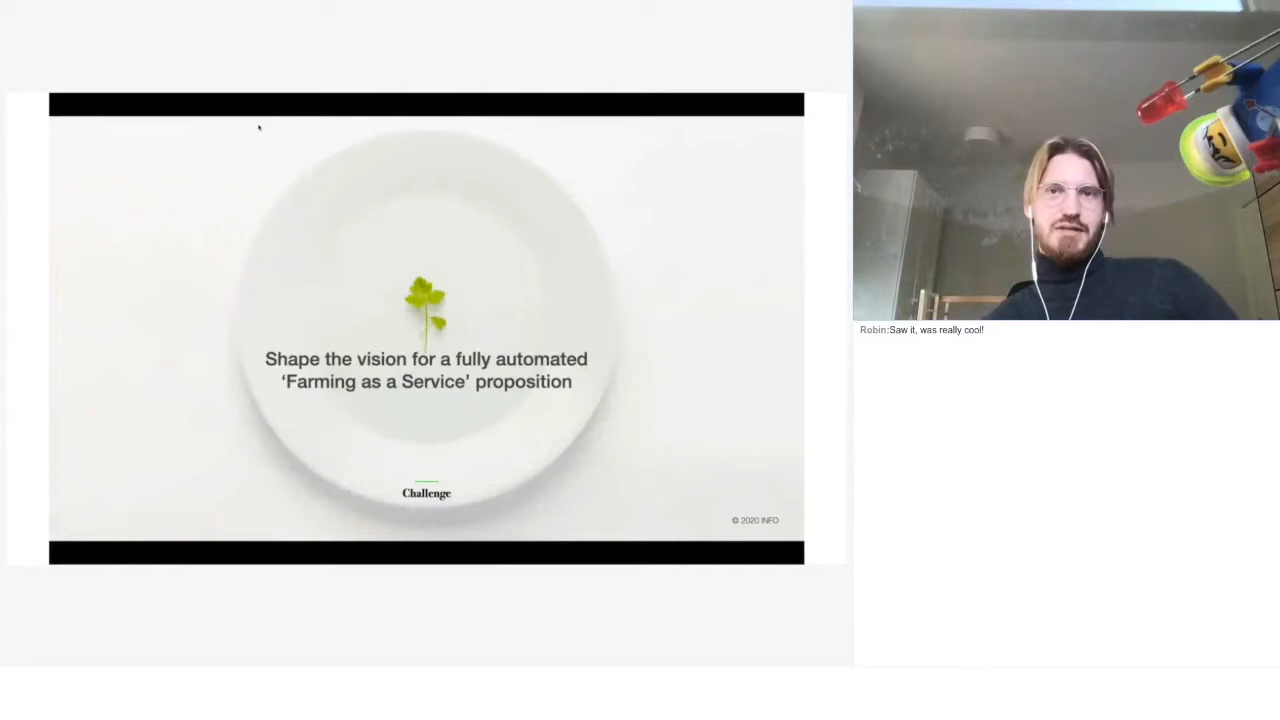 Shape the vision for a fully automated
‘Farming as a Service’ proposition
Challenge
© 2020 INFO
Robin:Saw it, was really cool!